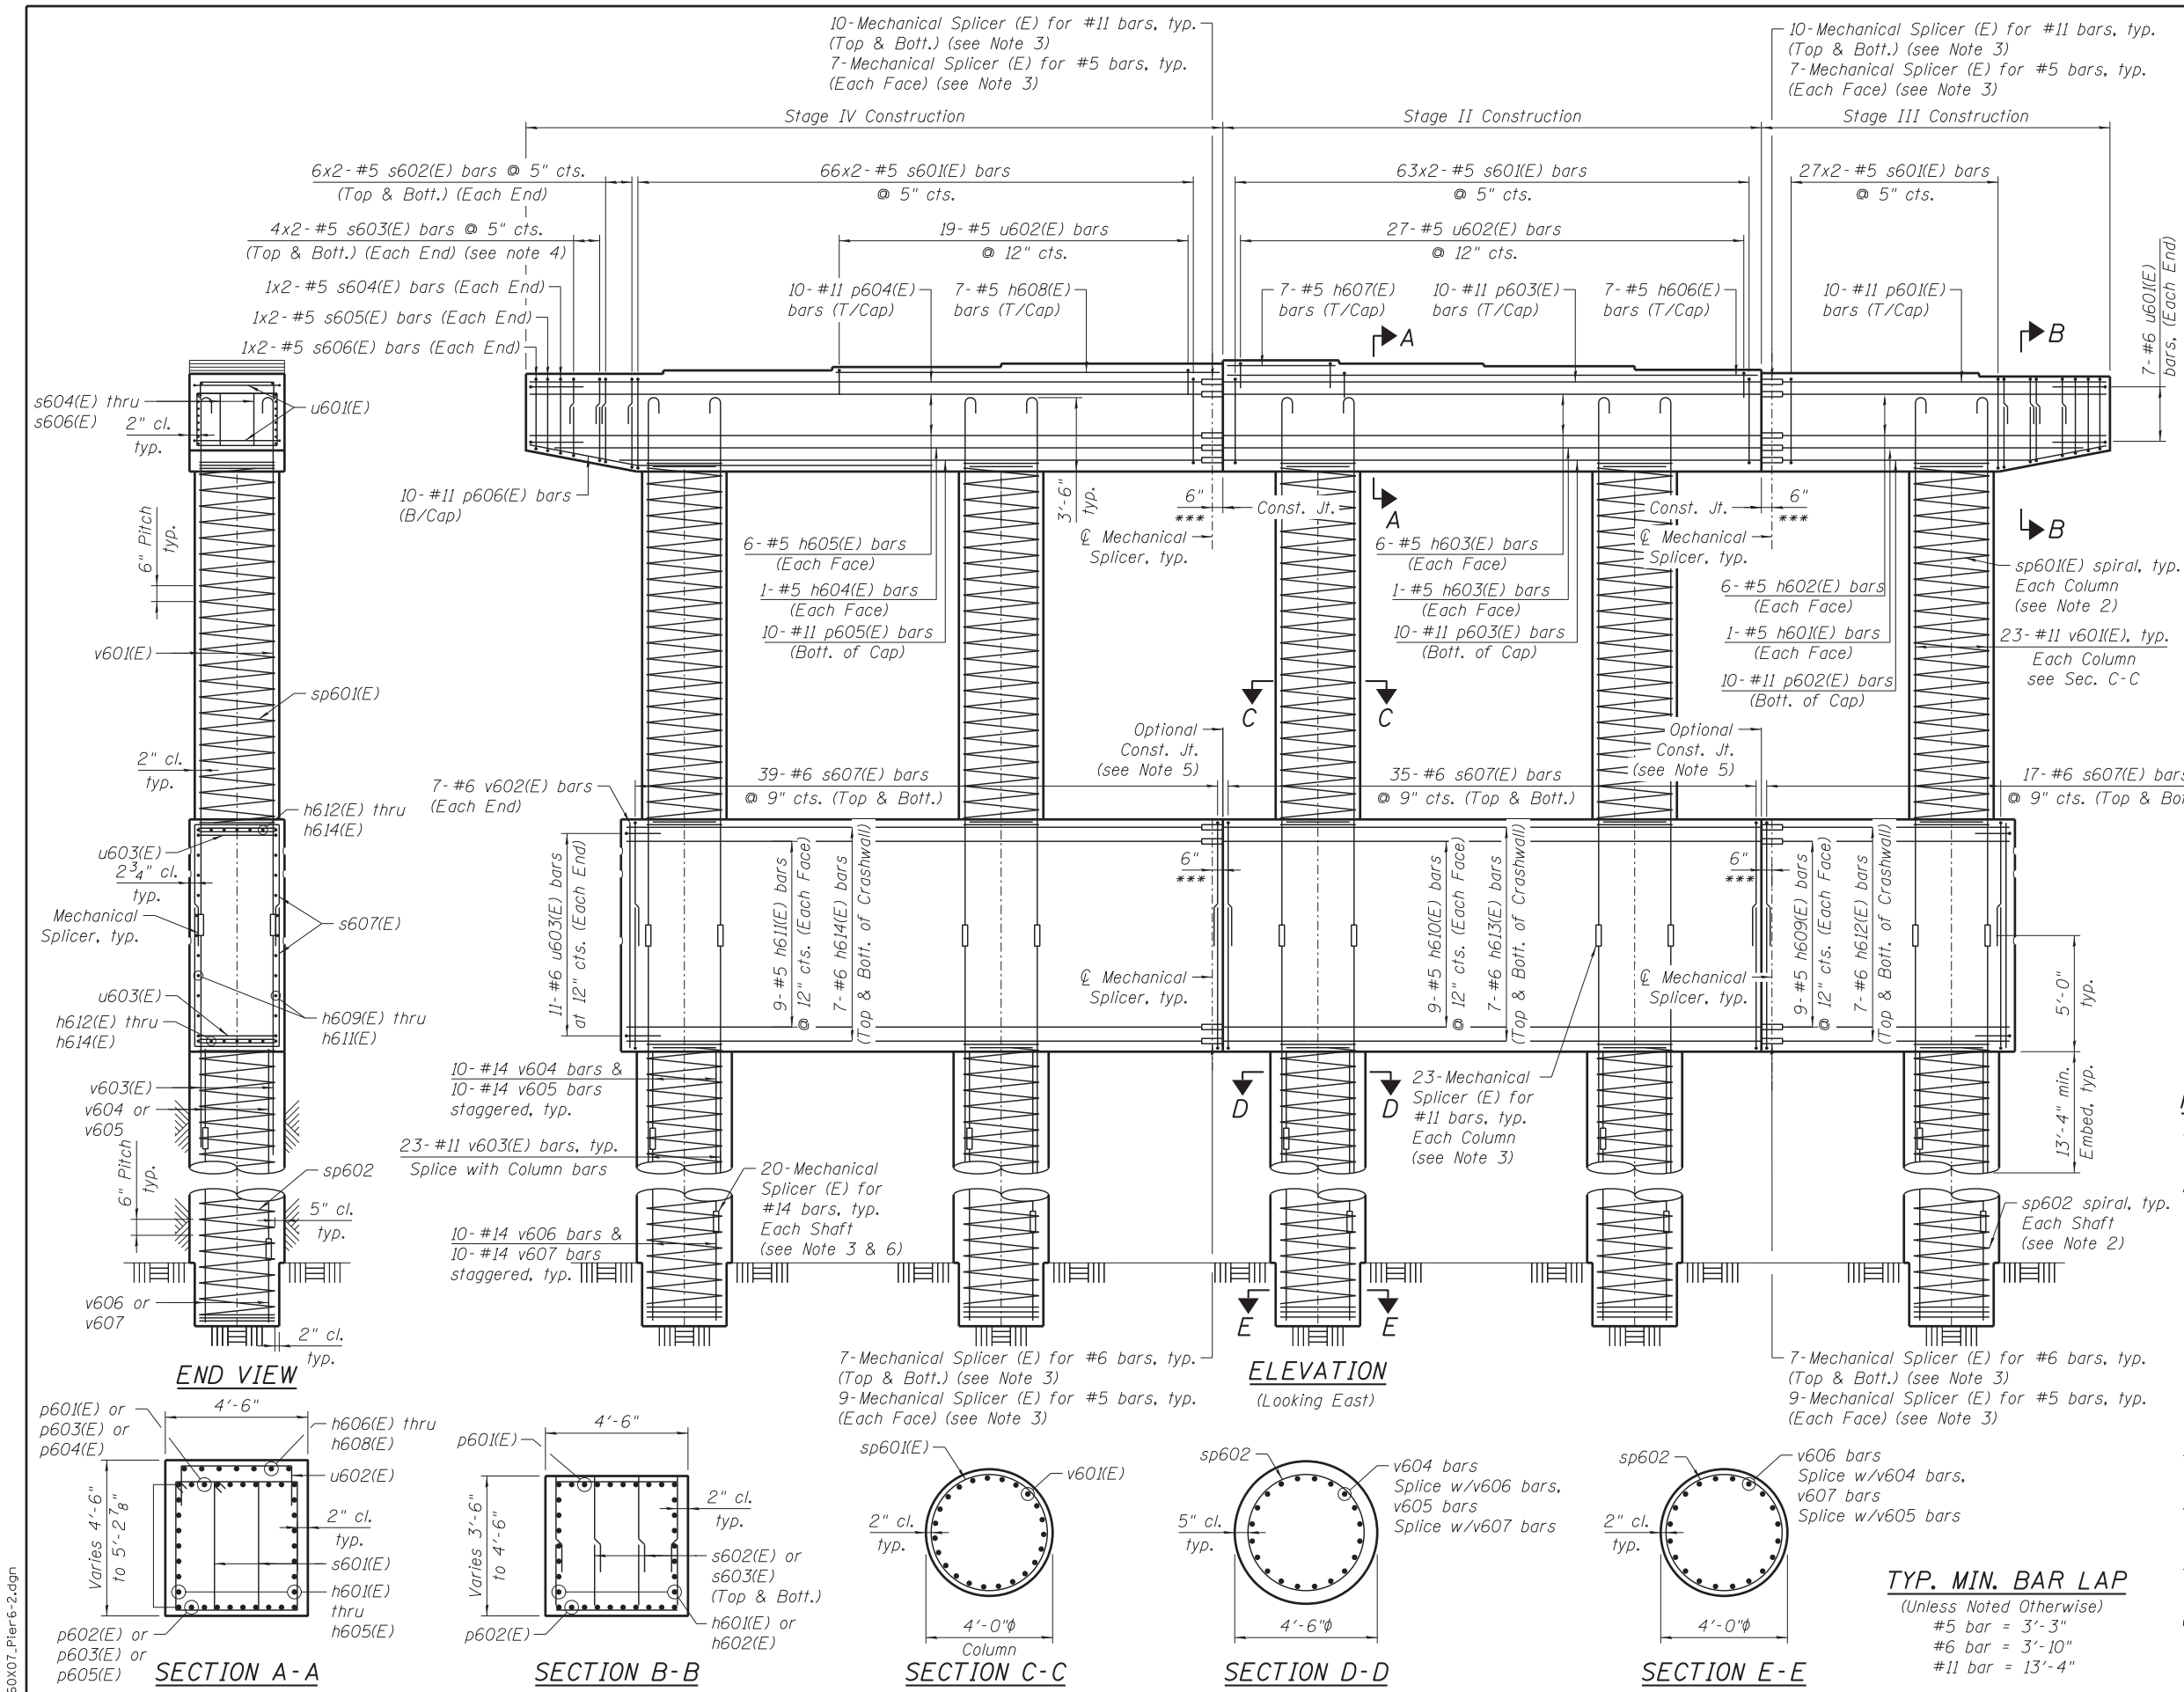 10-Mechanical Splicer (E) for #11 bars, typ.
(Top & Bott.) (see Note 3)
7-Mechanical Splicer (E) for #5 bars, typ.
(Each Face) (see Note 3)
10-Mechanical Splicer (E) for #11 bars, typ.
(Top & Bott.) (see Note 3)
7-Mechanical Splicer (E) for #5 bars, typ.
(Each Face) (see Note 3)
Stage IV Construction
Stage II Construction
Stage III Construction
6x2-#5 s602(E) bars @ 5" cts.
(Top & Bott.) (Each End)
66x2-#5 s601(E) bars
@ 5" cts.
63x2-#5 s601(E) bars
@ 5" cts.
27x2-#5 s601(E) bars
@ 5" cts.
4x2-#5 s603(E) bars @ 5" cts.
(Top & Bott.) (Each End) (see note 4)
19-#5 u602(E) bars
@ 12" cts.
27-#5 u602(E) bars
@ 12" cts.
7-#6 u601(E)
bars, (Each End)
1x2-#5 s604(E) bars (Each End)
1x2-#5 s605(E) bars (Each End)
1x2-#5 s606(E) bars (Each End)
10-#11 p604(E)
bars (T/Cap)
7-#5 h608(E)
bars (T/Cap)
7-#5 h607(E)
bars (T/Cap)
10-#11 p603(E)
bars (T/Cap)
7-#5 h606(E)
bars (T/Cap)
10-#11 p601(E)
bars (T/Cap)
A
B
s604(E) thru
s606(E)
u601(E)
2" cl.
typ.
10-#11 p606(E) bars
(B/Cap)
3'-6"
typ.
6"
***
Const. Jt.
A
Const. Jt.
6"
***
B
6" Pitch
typ.
6-#5 h605(E) bars
(Each Face)
1-#5 h604(E) bars
(Each Face)
10-#11 p605(E) bars
(Bott. of Cap)
℄ Mechanical
Splicer, typ.
6-#5 h603(E) bars
(Each Face)
1-#5 h603(E) bars
(Each Face)
10-#11 p603(E) bars
(Bott. of Cap)
℄ Mechanical
Splicer, typ.
6-#5 h602(E) bars
(Each Face)
1-#5 h601(E) bars
(Each Face)
10-#11 p602(E) bars
(Bott. of Cap)
sp601(E) spiral, typ.
Each Column
(see Note 2)
23-#11 v601(E), typ.
Each Column
see Sec. C-C
v601(E)
sp601(E)
C
C
2" cl.
typ.
Optional
Const. Jt.
(see Note 5)
Optional
Const. Jt.
(see Note 5)
7-#6 v602(E) bars
(Each End)
39-#6 s607(E) bars
@ 9" cts. (Top & Bott.)
35-#6 s607(E) bars
@ 9" cts. (Top & Bott.)
17-#6 s607(E) bars
@ 9" cts. (Top & Bot
h612(E) thru
h614(E)
u603(E)
2¾" cl.
typ.
Mechanical
Splicer, typ.
s607(E)
u603(E)
h612(E) thru
h614(E)
h609(E) thru
h611(E)
11-#6 u603(E) bars
at 12" cts. (Each End)
9-#5 h611(E) bars
@ 12" cts. (Each Face)
7-#6 h614(E) bars
(Top & Bott. of Crashwall)
6"
***
℄ Mechanical
Splicer, typ.
9-#5 h610(E) bars
@ 12" cts. (Each Face)
7-#6 h613(E) bars
(Top & Bott. of Crashwall)
6"
***
℄ Mechanical
Splicer, typ.
9-#5 h609(E) bars
@ 12" cts. (Each Face)
7-#6 h612(E) bars
(Top & Bott. of Crashwall)
5'-0"
typ.
13'-4" min.
Embed, typ.
v603(E)
v604 or
v605
6" Pitch
typ.
sp602
5" cl.
typ.
v606 or
v607
2" cl.
typ.
10-#14 v604 bars &
10-#14 v605 bars
staggered, typ.
23-#11 v603(E) bars, typ.
Splice with Column bars
10-#14 v606 bars &
10-#14 v607 bars
staggered, typ.
20-Mechanical
Splicer (E) for
#14 bars, typ.
Each Shaft
(see Note 3 & 6)
D
D
23-Mechanical
Splicer (E) for
#11 bars, typ.
Each Column
(see Note 3)
sp602 spiral, typ.
Each Shaft
(see Note 2)
E
E
END VIEW
7-Mechanical Splicer (E) for #6 bars, typ.
(Top & Bott.) (see Note 3)
9-Mechanical Splicer (E) for #5 bars, typ.
(Each Face) (see Note 3)
ELEVATION
(Looking East)
7-Mechanical Splicer (E) for #6 bars, typ.
(Top & Bott.) (see Note 3)
9-Mechanical Splicer (E) for #5 bars, typ.
(Each Face) (see Note 3)
p601(E) or
p603(E) or
p604(E)
4'-6"
h606(E) thru
h608(E)
u602(E)
Varies 4'-6"
to 5'-2⅞"
2" cl.
typ.
s601(E)
h601(E)
thru
h605(E)
p602(E) or
p603(E) or
p605(E)
SECTION A-A
p601(E)
4'-6"
Varies 3'-6"
to 4'-6"
2" cl.
typ.
s602(E) or
s603(E)
(Top & Bott.)
h601(E) or
h602(E)
p602(E)
SECTION B-B
sp601(E)
v601(E)
2" cl.
typ.
4'-0"ϕ
Column
SECTION C-C
sp602
v604 bars
Splice w/v606 bars,
v605 bars
Splice w/v607 bars
5" cl.
typ.
4'-6"ϕ
SECTION D-D
sp602
v606 bars
Splice w/v604 bars,
v607 bars
Splice w/v605 bars
2" cl.
typ.
4'-0"ϕ
SECTION E-E
TYP. MIN. BAR LAP
(Unless Noted Otherwise)
#5 bar = 3'-3"
#6 bar = 3'-10"
#11 bar = 13'-4"
60X07_Pier6-2.dgn